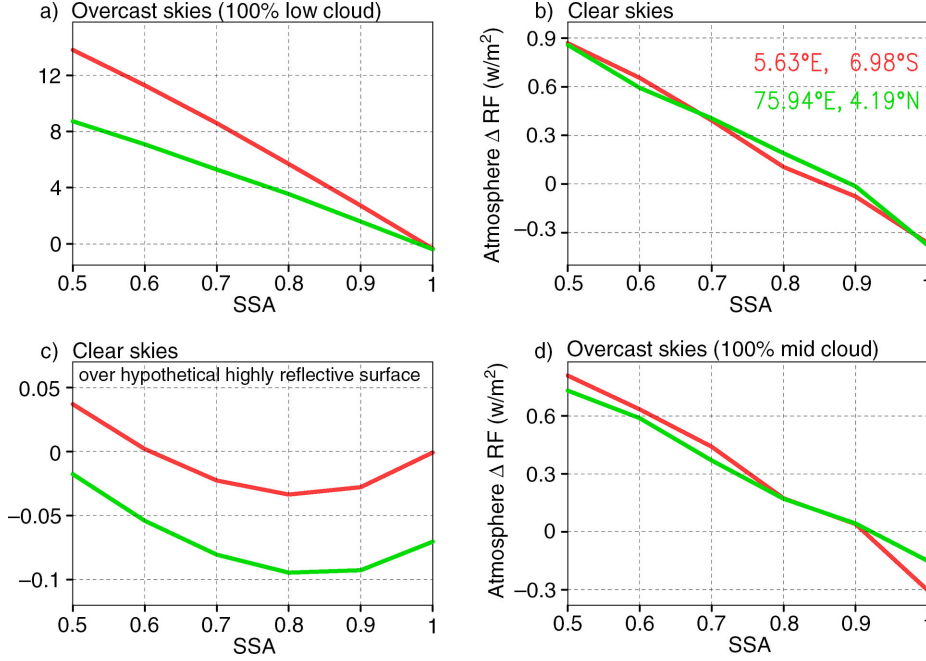 a) Overcast skies (100% low cloud)
12
8
4
0
0.5 0.6 0.7 0.8 0.9 1
SSA
b) Clear skies
Atmosphere Δ RF (w/m²)
0.9
0.6
0.3
0
−0.3
5.63°E, 6.98°S
75.94°E, 4.19°N
0.5 0.6 0.7 0.8 0.9 1
SSA
c) Clear skies
over hypothetical highly reflective surface
0.05
0
−0.05
−0.1
0.5 0.6 0.7 0.8 0.9 1
SSA
d) Overcast skies (100% mid cloud)
Atmosphere Δ RF (w/m²)
0.6
0.3
0
−0.3
0.5 0.6 0.7 0.8 0.9 1
SSA